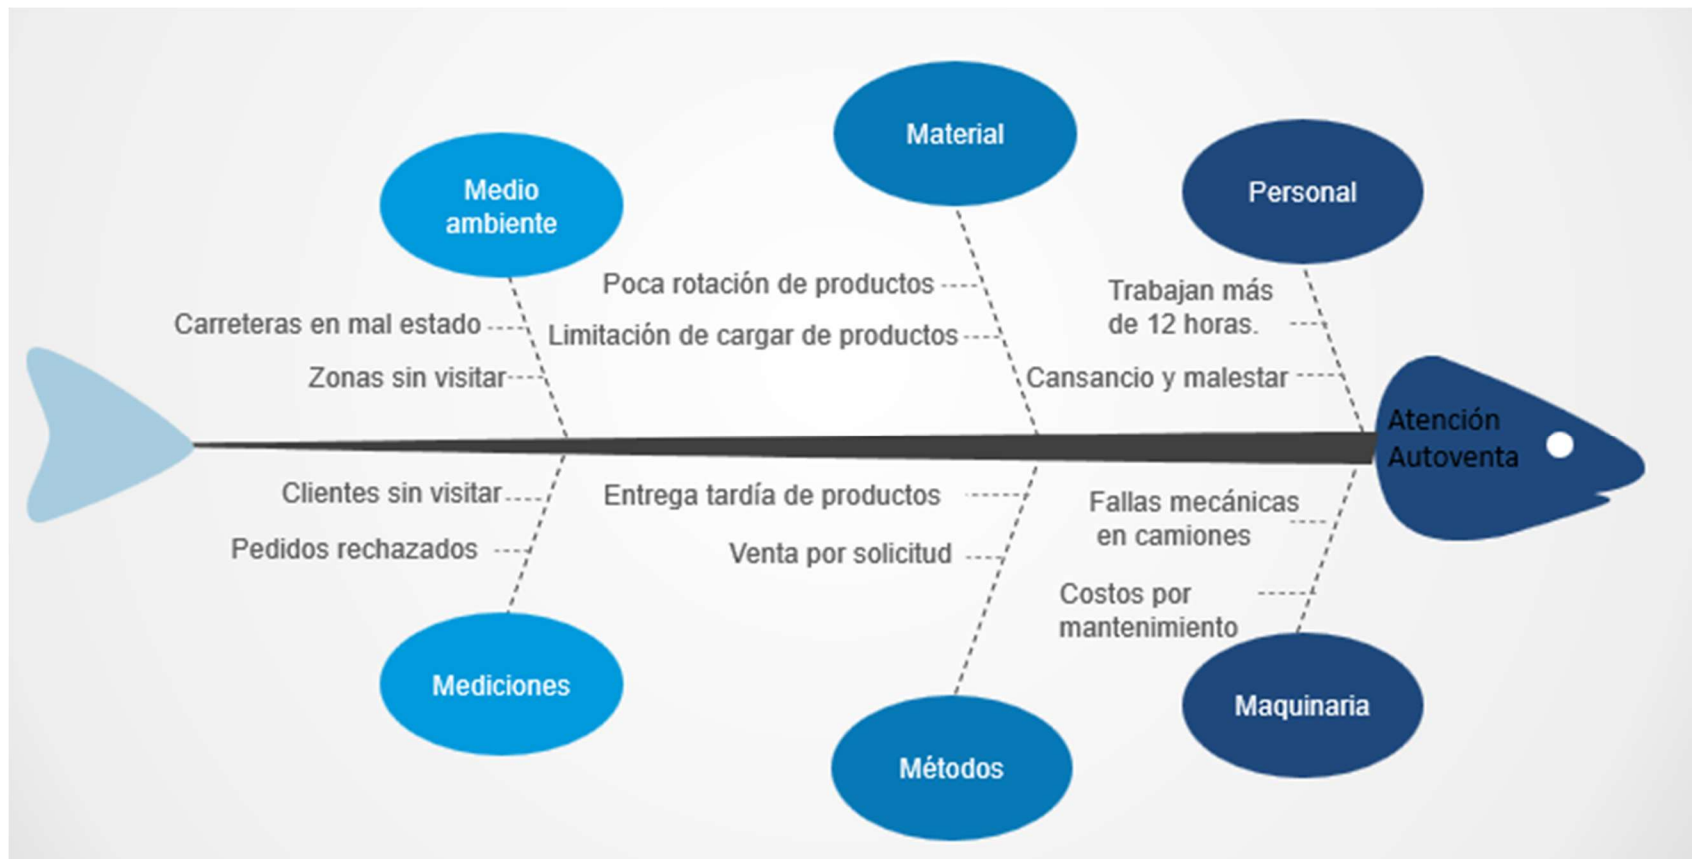 Material
Medio
ambiente
Personal
Poca rotación de productos
Trabajan más
de 12 horas.
Carreteras en mal estado
Limitación de cargar de productos
Zonas sin visitar
Cansancio y malestar
Atención
Autoventa
Clientes sin visitar
Entrega tardía de productos
Fallas mecánicas
en camiones
Pedidos rechazados
Venta por solicitud
Costos por
mantenimiento
Mediciones
Métodos
Maquinaria